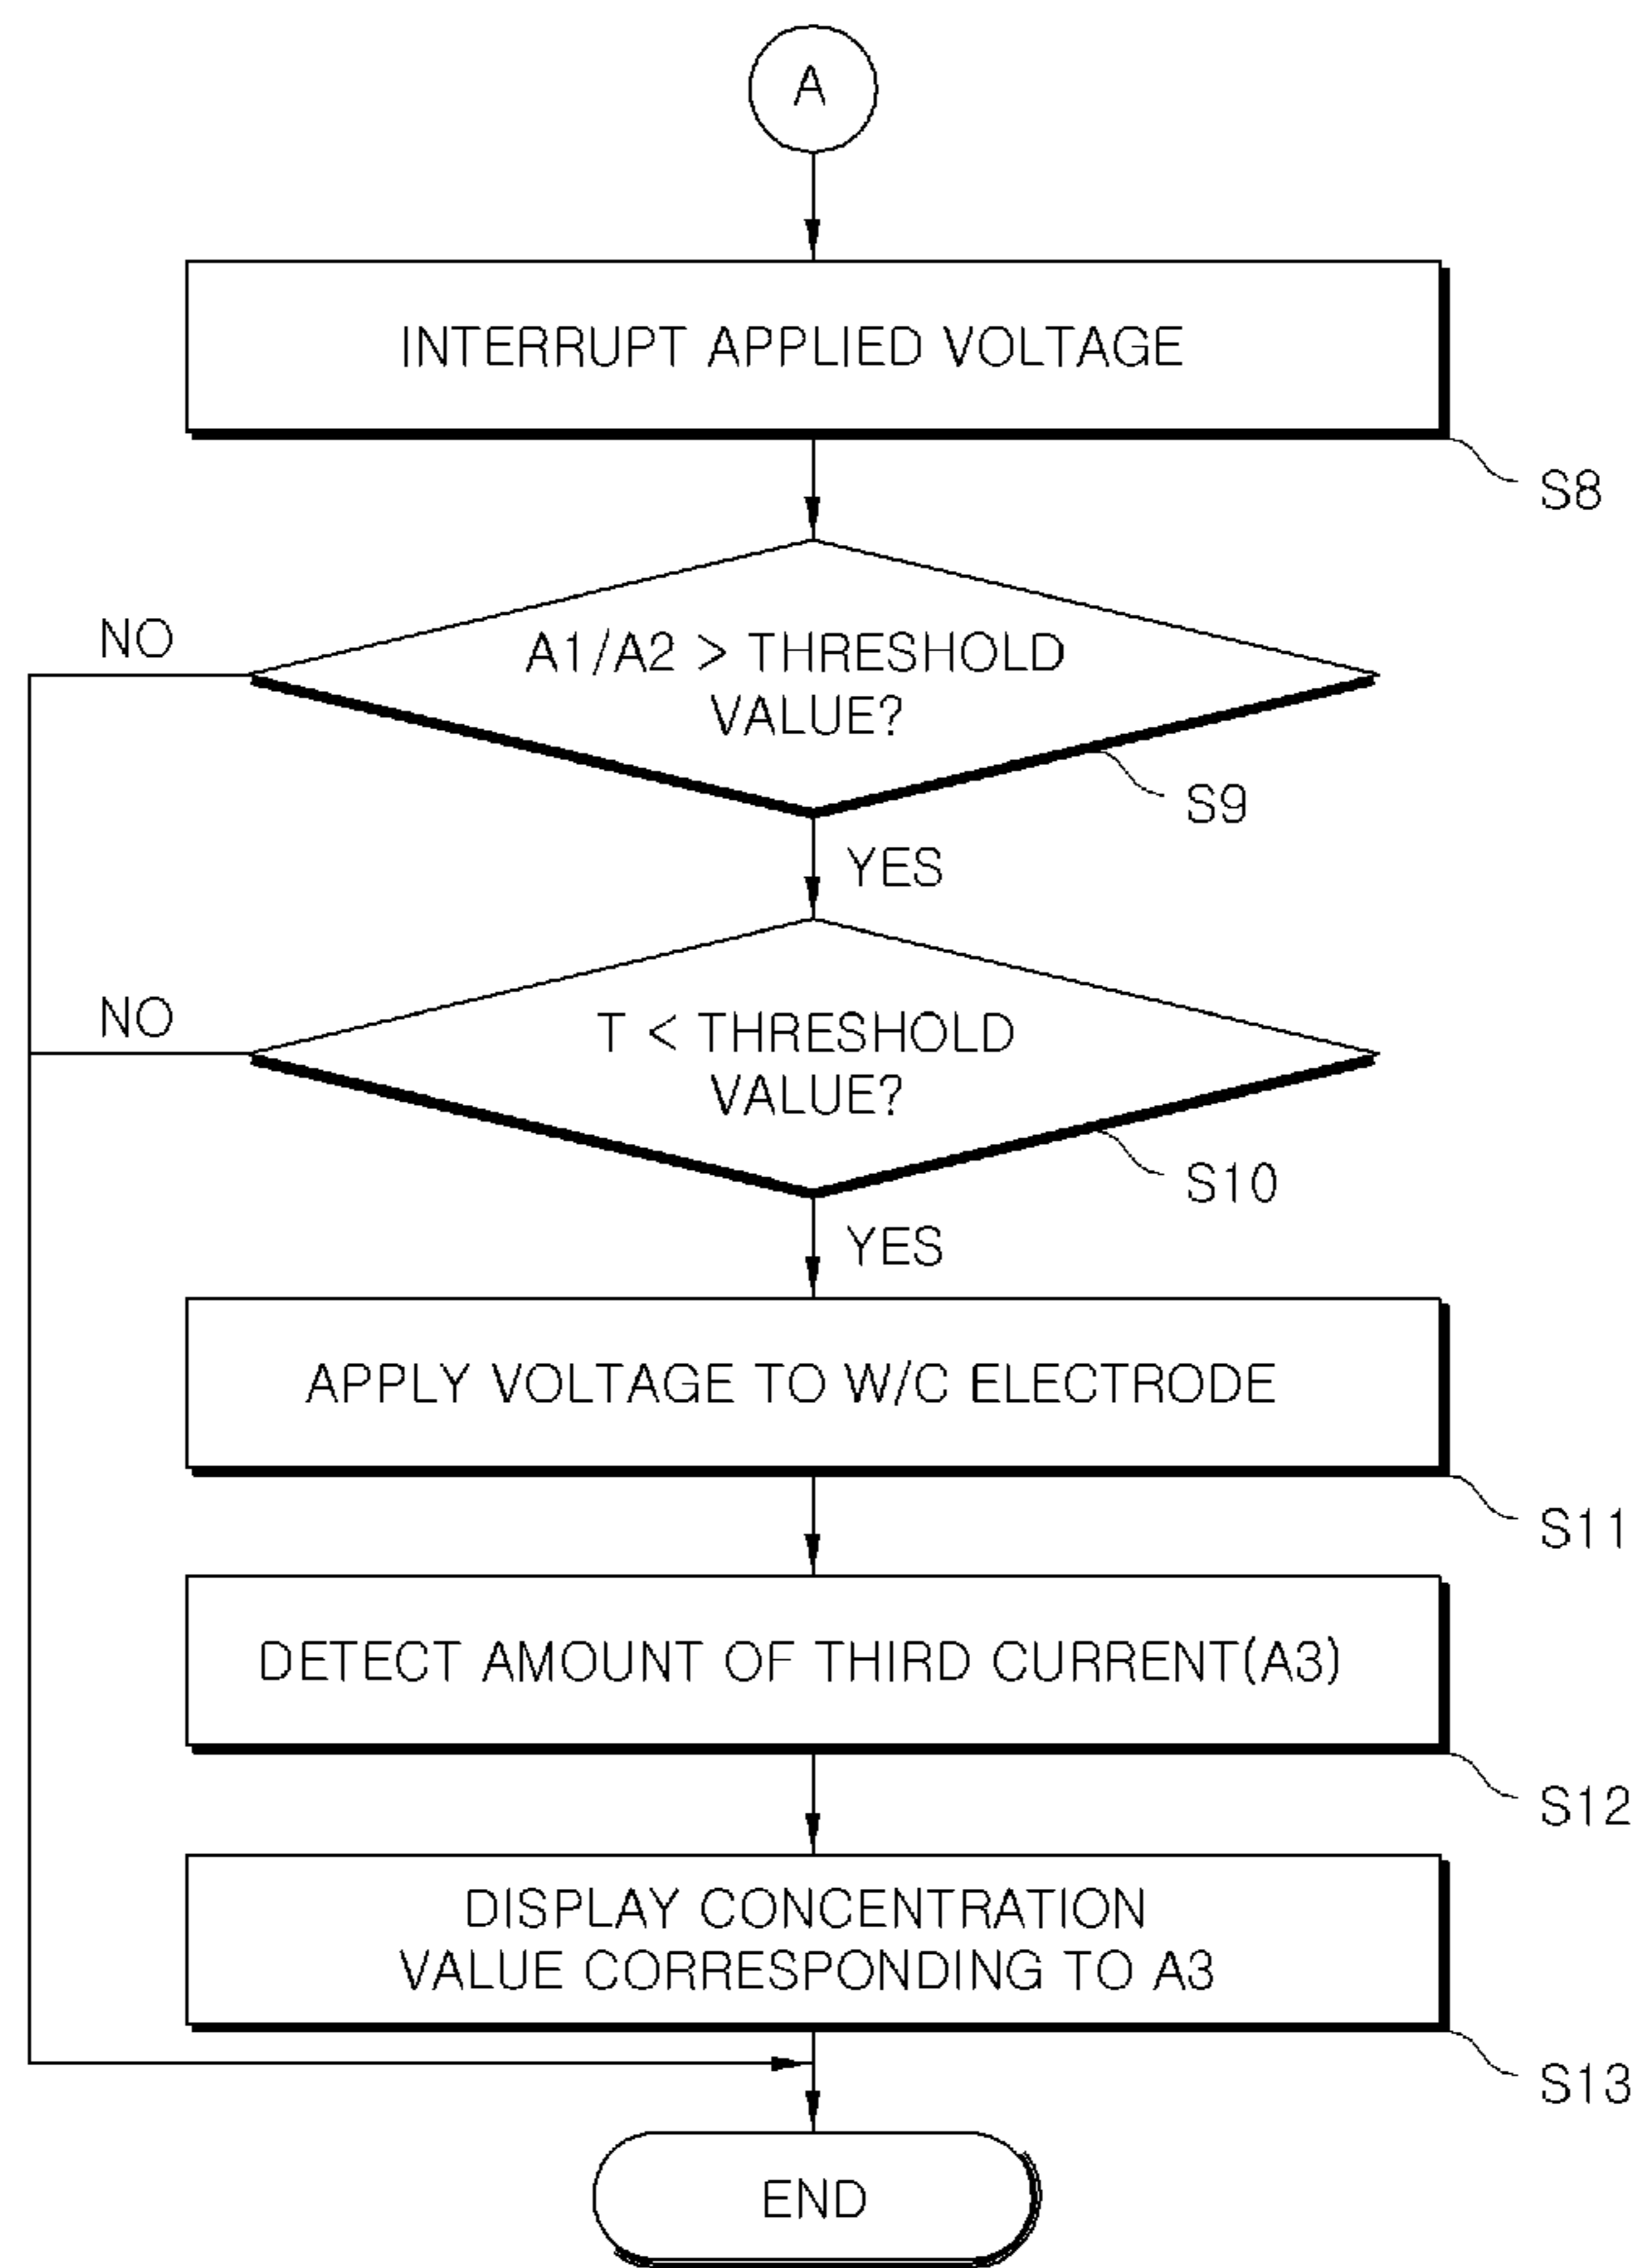 A
INTERRUPT APPLIED VOLTAGE
S8
NO
A1/A2 > THRESHOLD
VALUE?
S9
YES
NO
T < THRESHOLD
VALUE?
S10
YES
APPLY VOLTAGE TO W/C ELECTRODE
S11
DETECT AMOUNT OF THIRD CURRENT(A3)
S12
DISPLAY CONCENTRATION
VALUE CORRESPONDING TO A3
S13
END